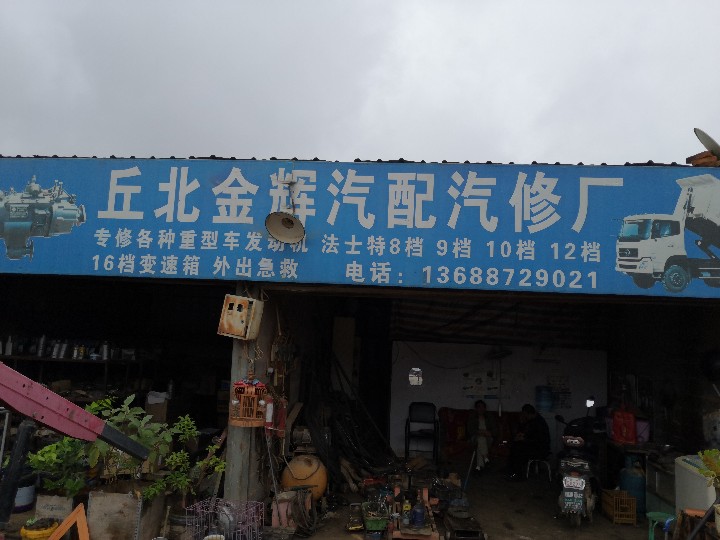 丘北金辉汽配汽修厂
专修各种重型车发动机 法士特8档 9档 10档 12档
16档变速箱 外出急救 电话：13688729021